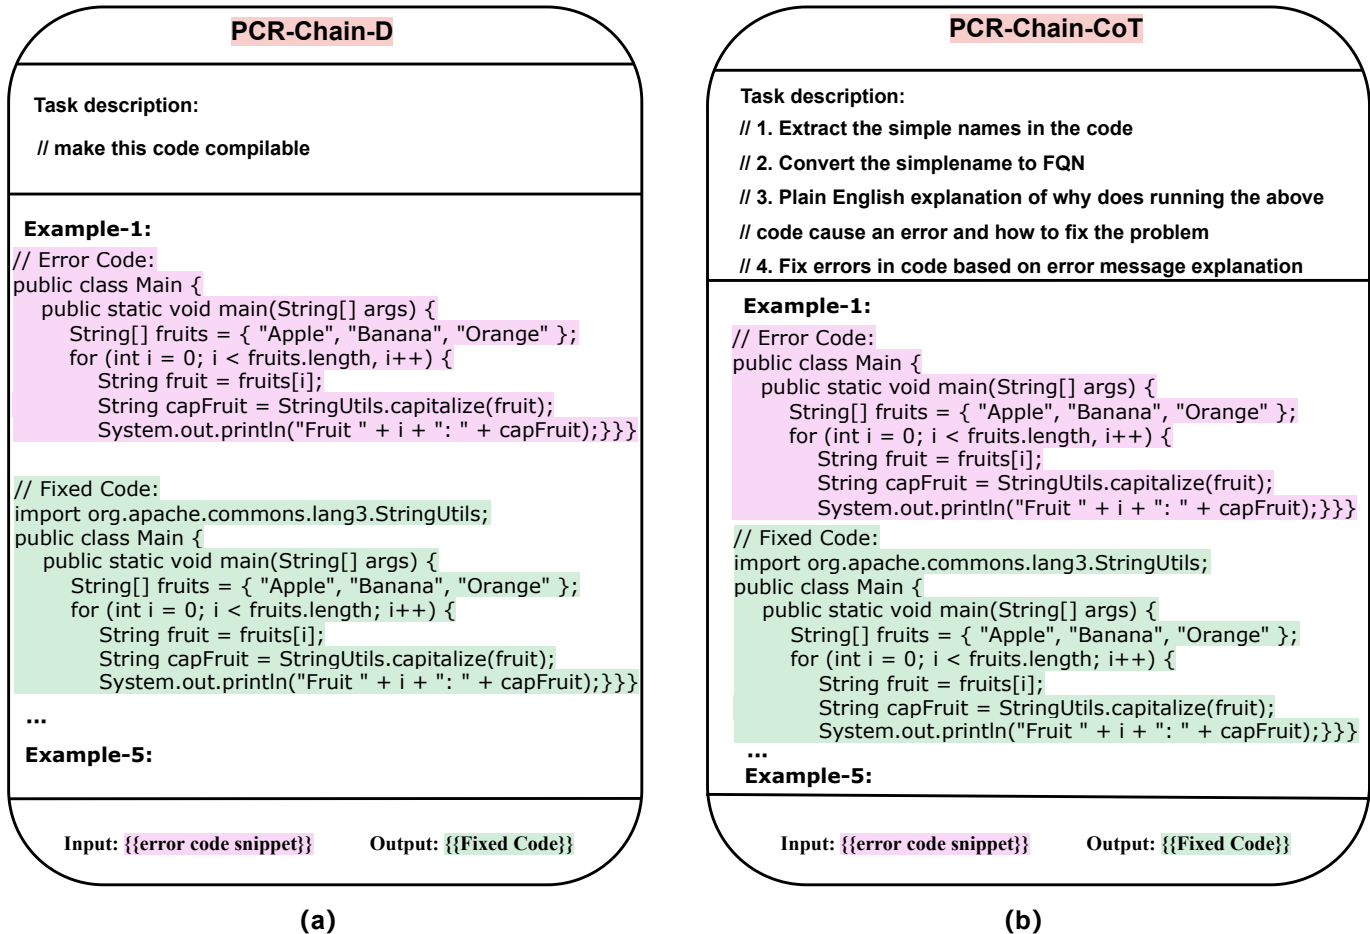 PCR-Chain-D
Task description:
// make this code compilable
Example-1:
// Error Code:
public class Main {
public static void main(String[] args) {
String[] fruits = { "Apple", "Banana", "Orange" };
for (int i = 0; i < fruits.length, i++) {
String fruit = fruits[i];
String capFruit = StringUtils.capitalize(fruit);
System.out.println("Fruit " + i + ": " + capFruit);}}}
// Fixed Code:
import org.apache.commons.lang3.StringUtils;
public class Main {
public static void main(String[] args) {
String[] fruits = { "Apple", "Banana", "Orange" };
for (int i = 0; i < fruits.length; i++) {
String fruit = fruits[i];
String capFruit = StringUtils.capitalize(fruit);
System.out.println("Fruit " + i + ": " + capFruit);}}}
...
Example-5:
Input: {{error code snippet}} Output: {{Fixed Code}}
(a)
PCR-Chain-CoT
Task description:
// 1. Extract the simple names in the code
// 2. Convert the simplename to FQN
// 3. Plain English explanation of why does running the above
// code cause an error and how to fix the problem
// 4. Fix errors in code based on error message explanation
Example-1:
// Error Code:
public class Main {
public static void main(String[] args) {
String[] fruits = { "Apple", "Banana", "Orange" };
for (int i = 0; i < fruits.length, i++) {
String fruit = fruits[i];
String capFruit = StringUtils.capitalize(fruit);
System.out.println("Fruit " + i + ": " + capFruit);}}}
// Fixed Code:
import org.apache.commons.lang3.StringUtils;
public class Main {
public static void main(String[] args) {
String[] fruits = { "Apple", "Banana", "Orange" };
for (int i = 0; i < fruits.length; i++) {
String fruit = fruits[i];
String capFruit = StringUtils.capitalize(fruit);
System.out.println("Fruit " + i + ": " + capFruit);}}}
...
Example-5:
Input: {{error code snippet}} Output: {{Fixed Code}}
(b)